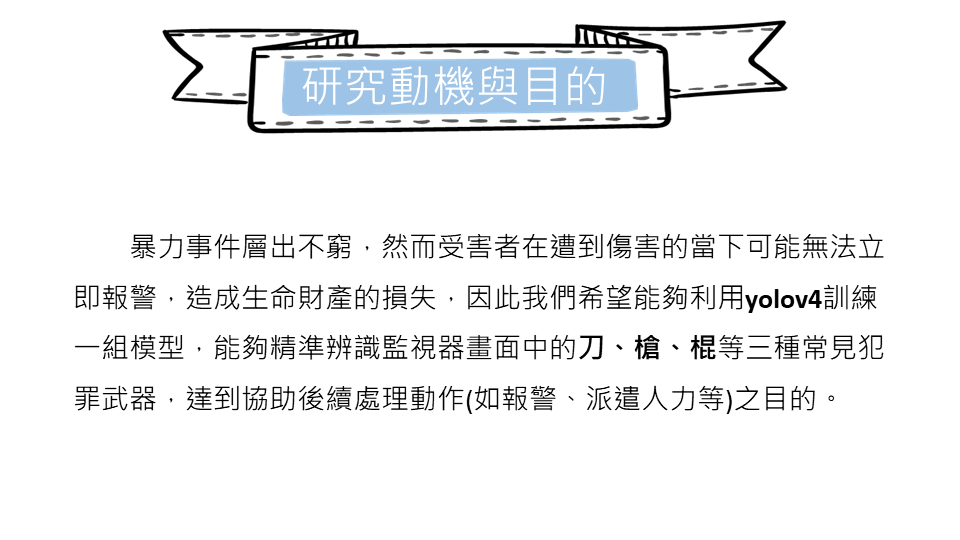 研究動機與目的
暴力事件層出不窮，然而受害者在遭到傷害的當下可能無法立
即報警，造成生命財產的損失，因此我們希望能夠利用yolov4訓練
一組模型，能夠精準辨識監視器畫面中的刀、槍、棍等三種常見犯
罪武器，達到協助後續處理動作(如報警、派遣人力等)之目的。